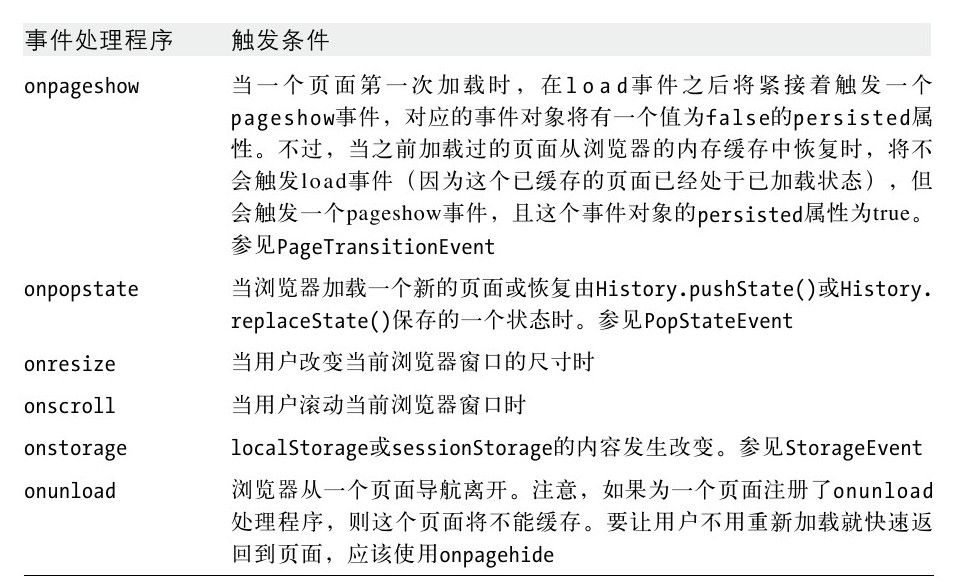 事件处理程序 触发条件
onpageshow 当一个页面第一次加载时，在load事件之后将紧接着触发一个
pageshow事件，对应的事件对象将有一个值为false的persisted属
性。不过，当之前加载过的页面从浏览器的内存缓存中恢复时，将不
会触发load事件（因为这个已缓存的页面已经处于已加载状态），但
会触发一个pageshow事件，且这个事件对象的persisted属性为true。
参见PageTransitionEvent
onpopstate 当浏览器加载一个新的页面或恢复由History.pushState()或History.
replaceState()保存的一个状态时。参见PopStateEvent
onresize 当用户改变当前浏览器窗口的尺寸时
onscroll 当用户滚动当前浏览器窗口时
onstorage localStorage或sessionStorage的内容发生改变。参见StorageEvent
onunload 浏览器从一个页面导航离开。注意，如果为一个页面注册了onunload
处理程序，则这个页面将不能缓存。要让用户不用重新加载就快速返
回到页面，应该使用onpagehide